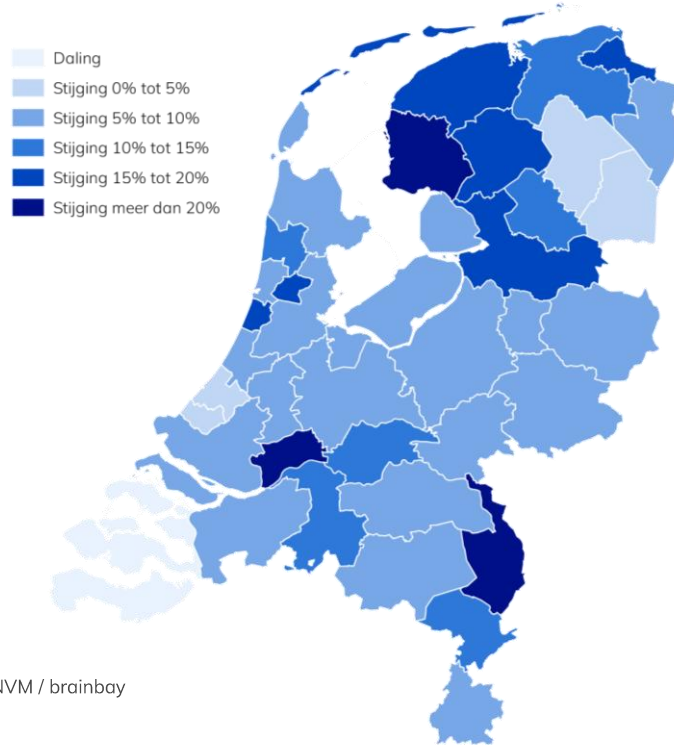 Daling
Stijging 0% tot 5%
Stijging 5% tot 10%
Stijging 10% tot 15%
Stijging 15% tot 20%
Stijging meer dan 20%
NVM / brainbay